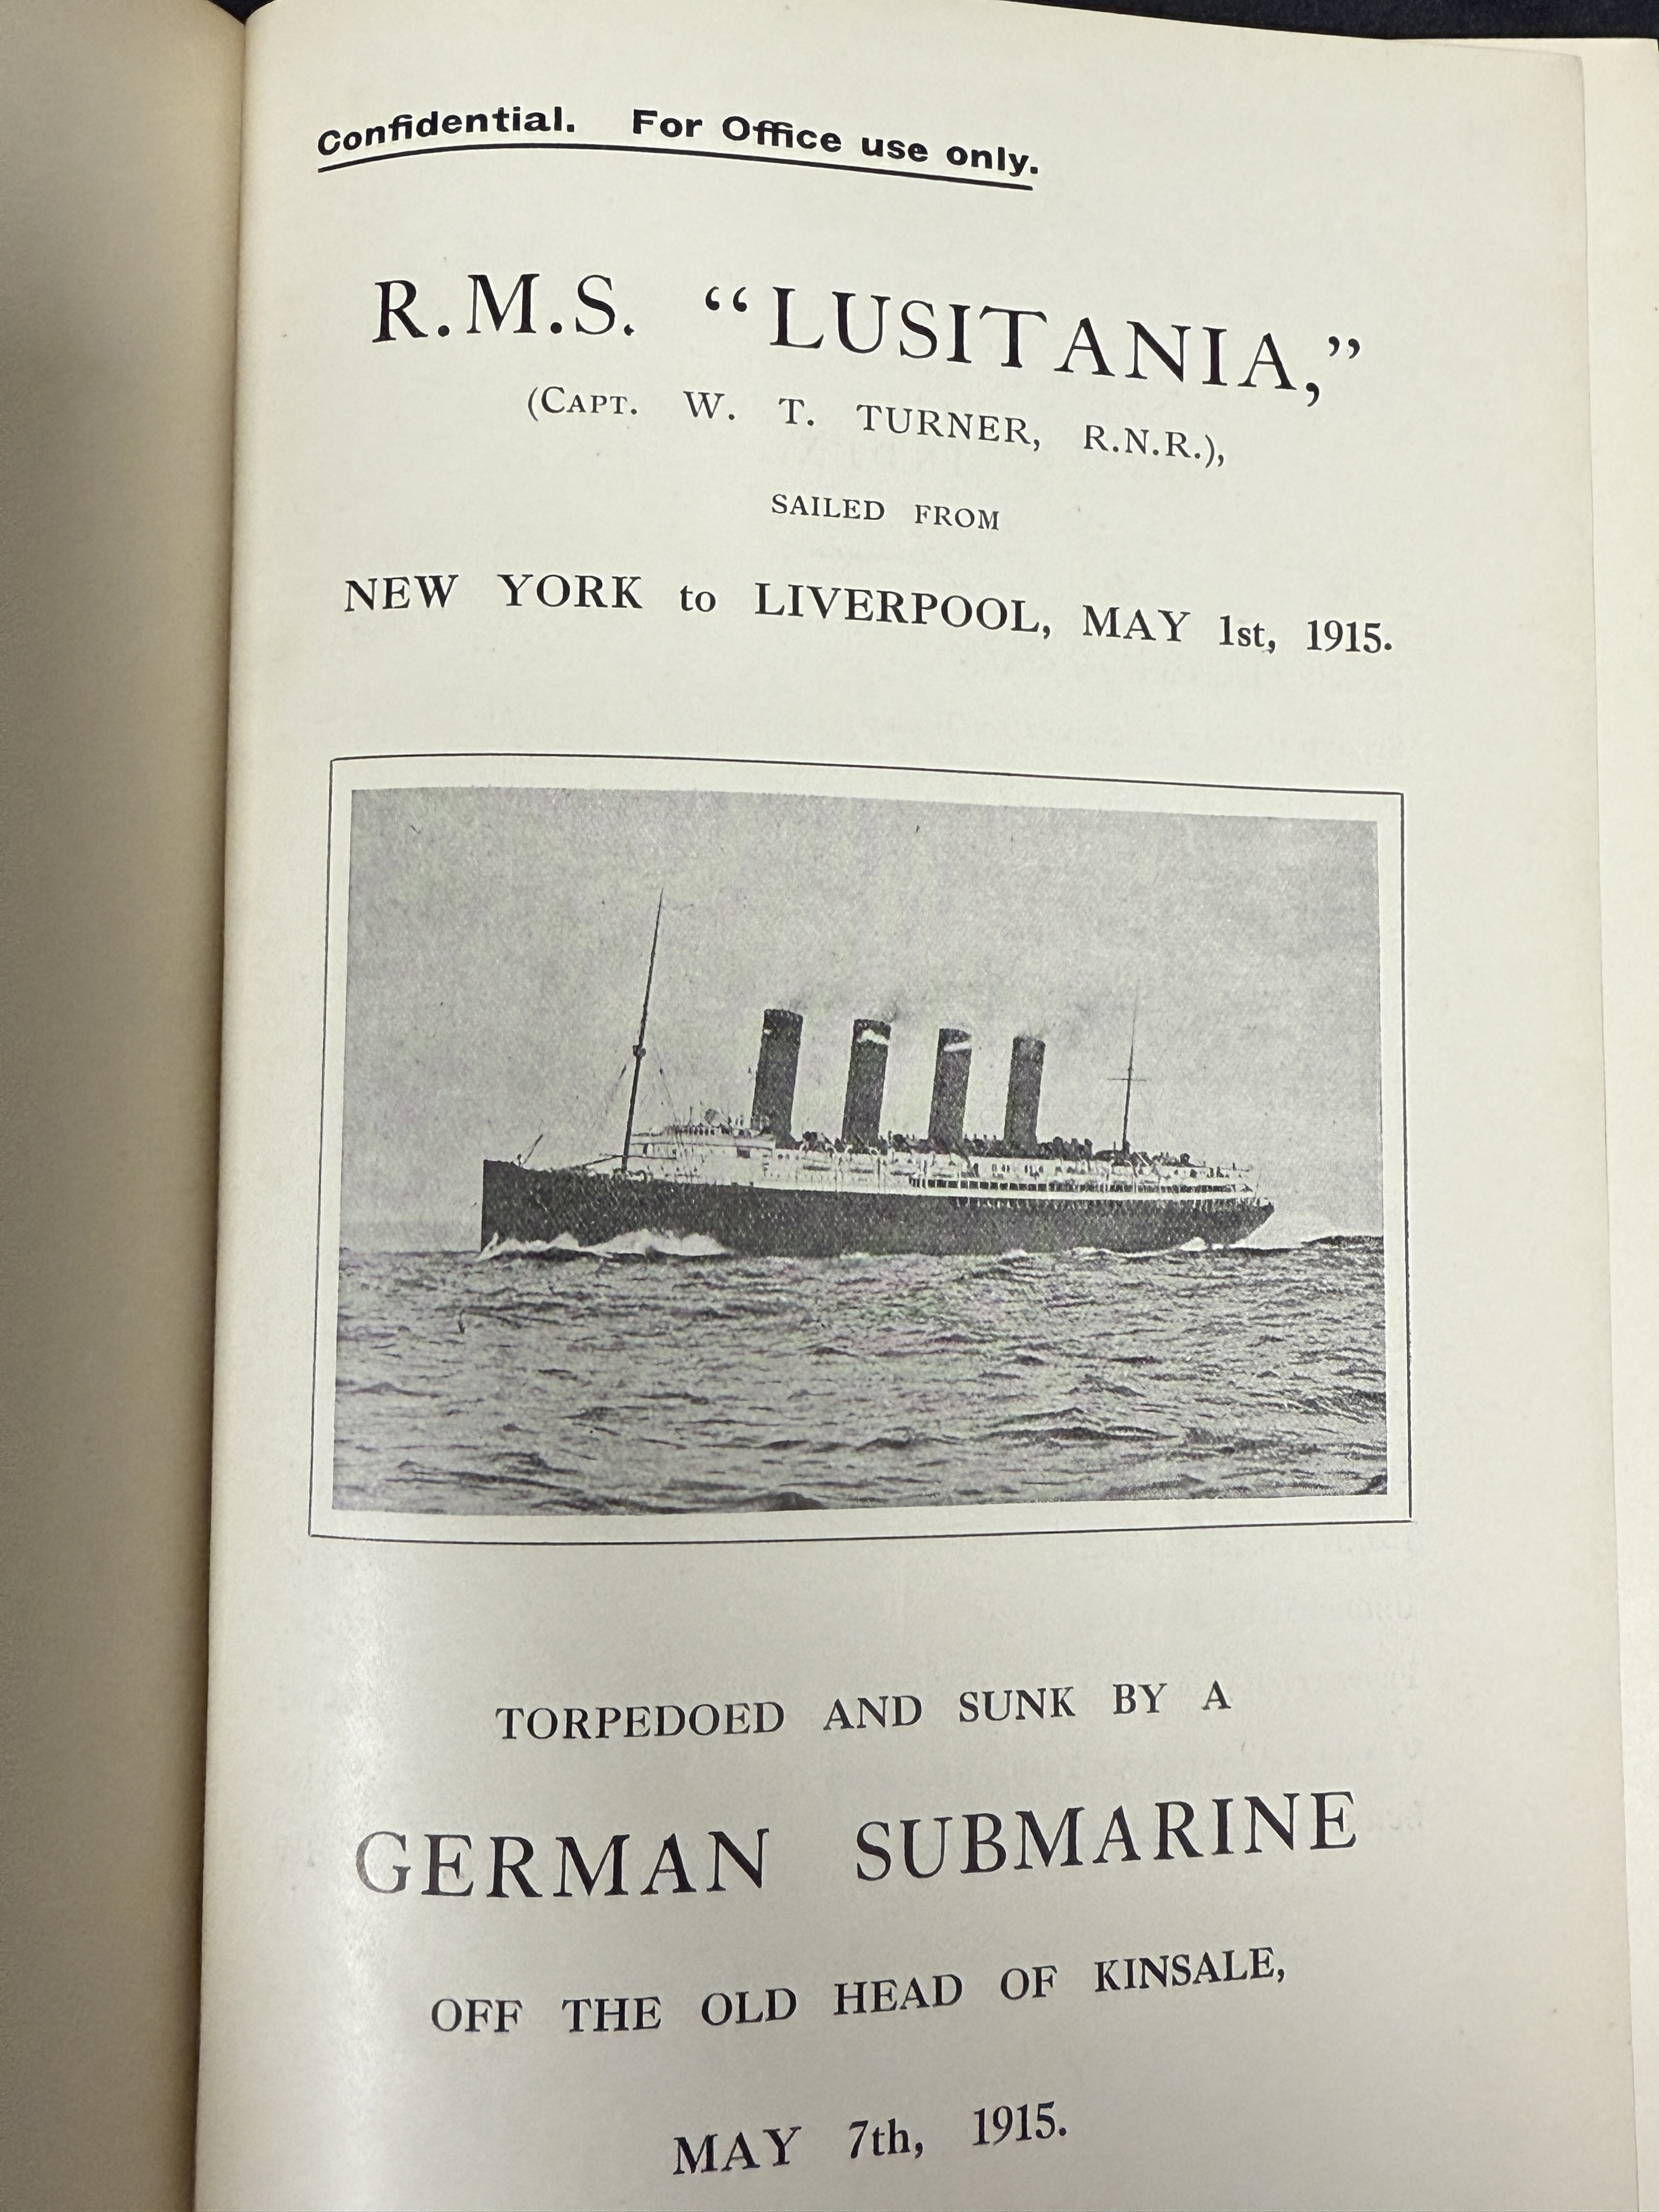 Confidential. For Office use only.
R.M.S. “LUSITANIA,”
(CAPT. W. T. TURNER, R.N.R.),
SAILED FROM
NEW YORK to LIVERPOOL, MAY 1st, 1915.
TORPEDOED AND SUNK BY A
GERMAN SUBMARINE
OFF THE OLD HEAD OF KINSALE,
MAY 7th, 1915.